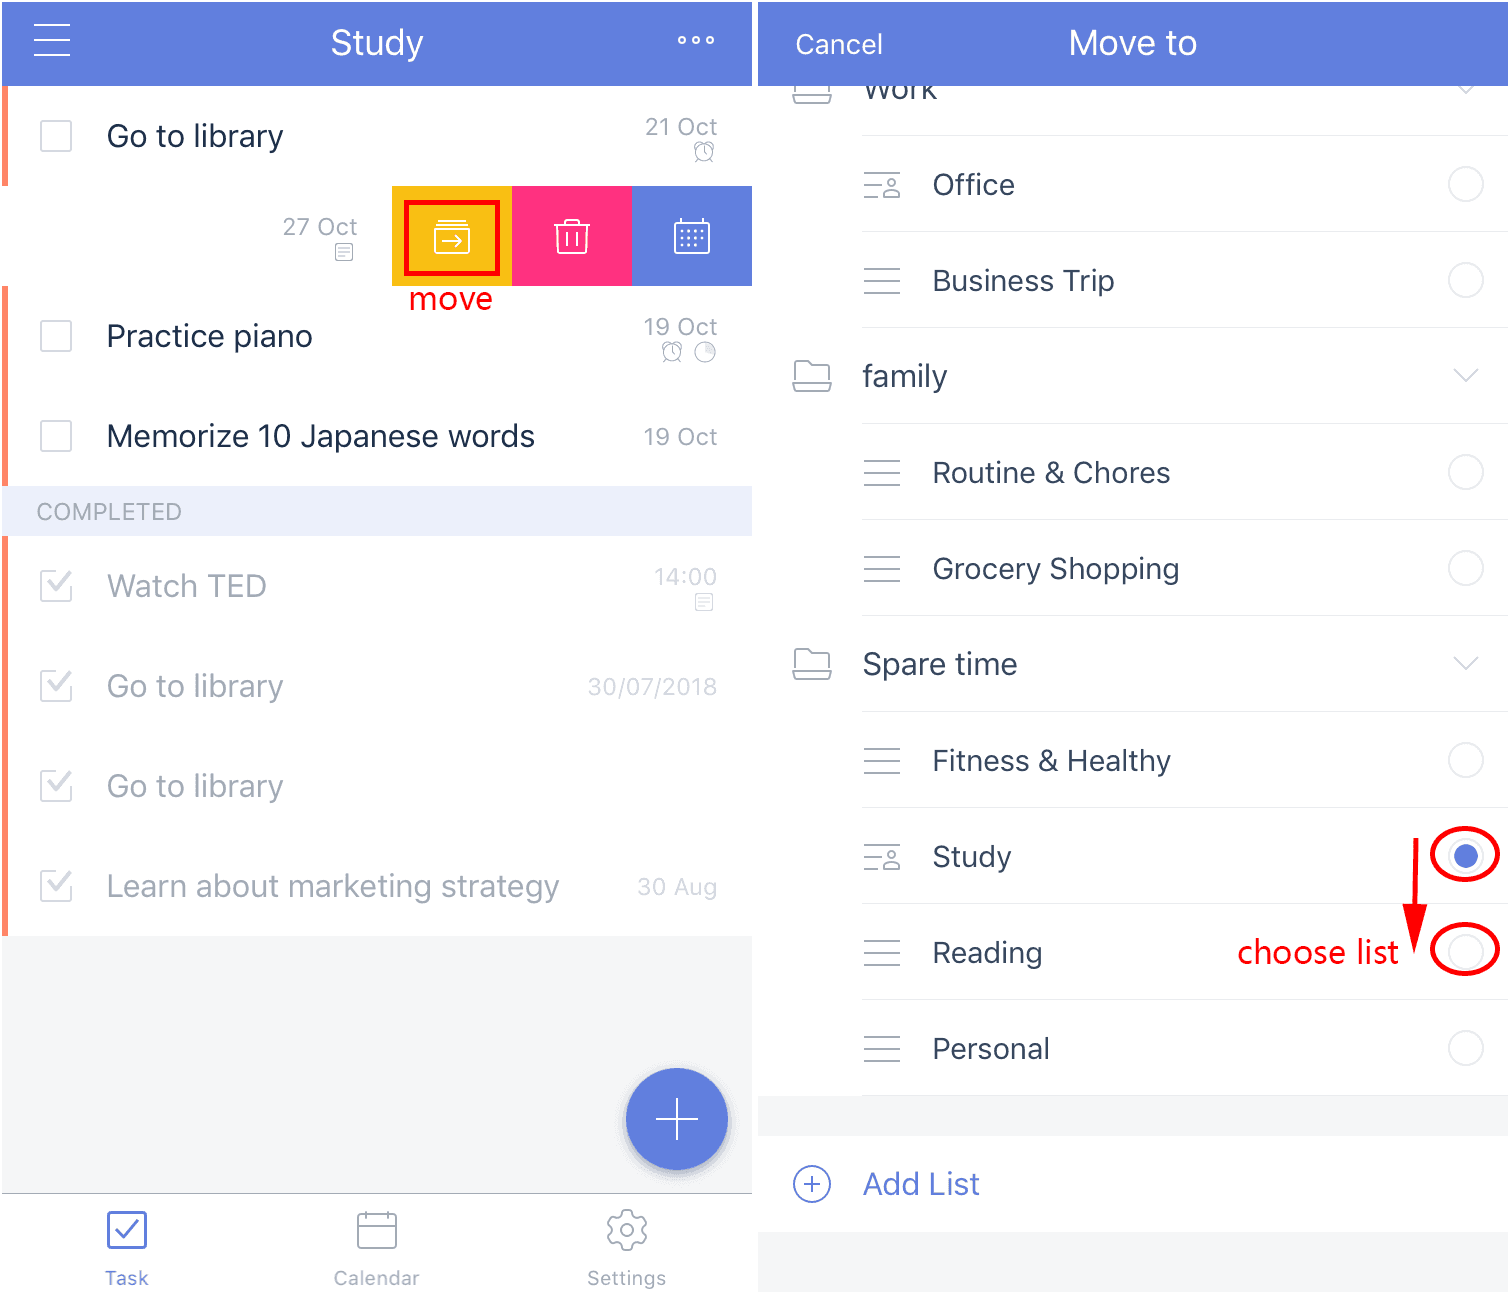 Study
Go to library
21 Oct
27 Oct
move
Practice piano
19 Oct
Memorize 10 Japanese words
19 Oct
COMPLETED
Watch TED
14:00
Go to library
30/07/2018
Go to library
Learn about marketing strategy
30 Aug
Task
Calendar
Settings
Cancel
Move to
Work
Office
Business Trip
family
Routine & Chores
Grocery Shopping
Spare time
Fitness & Healthy
Study
Reading
choose list
Personal
Add List